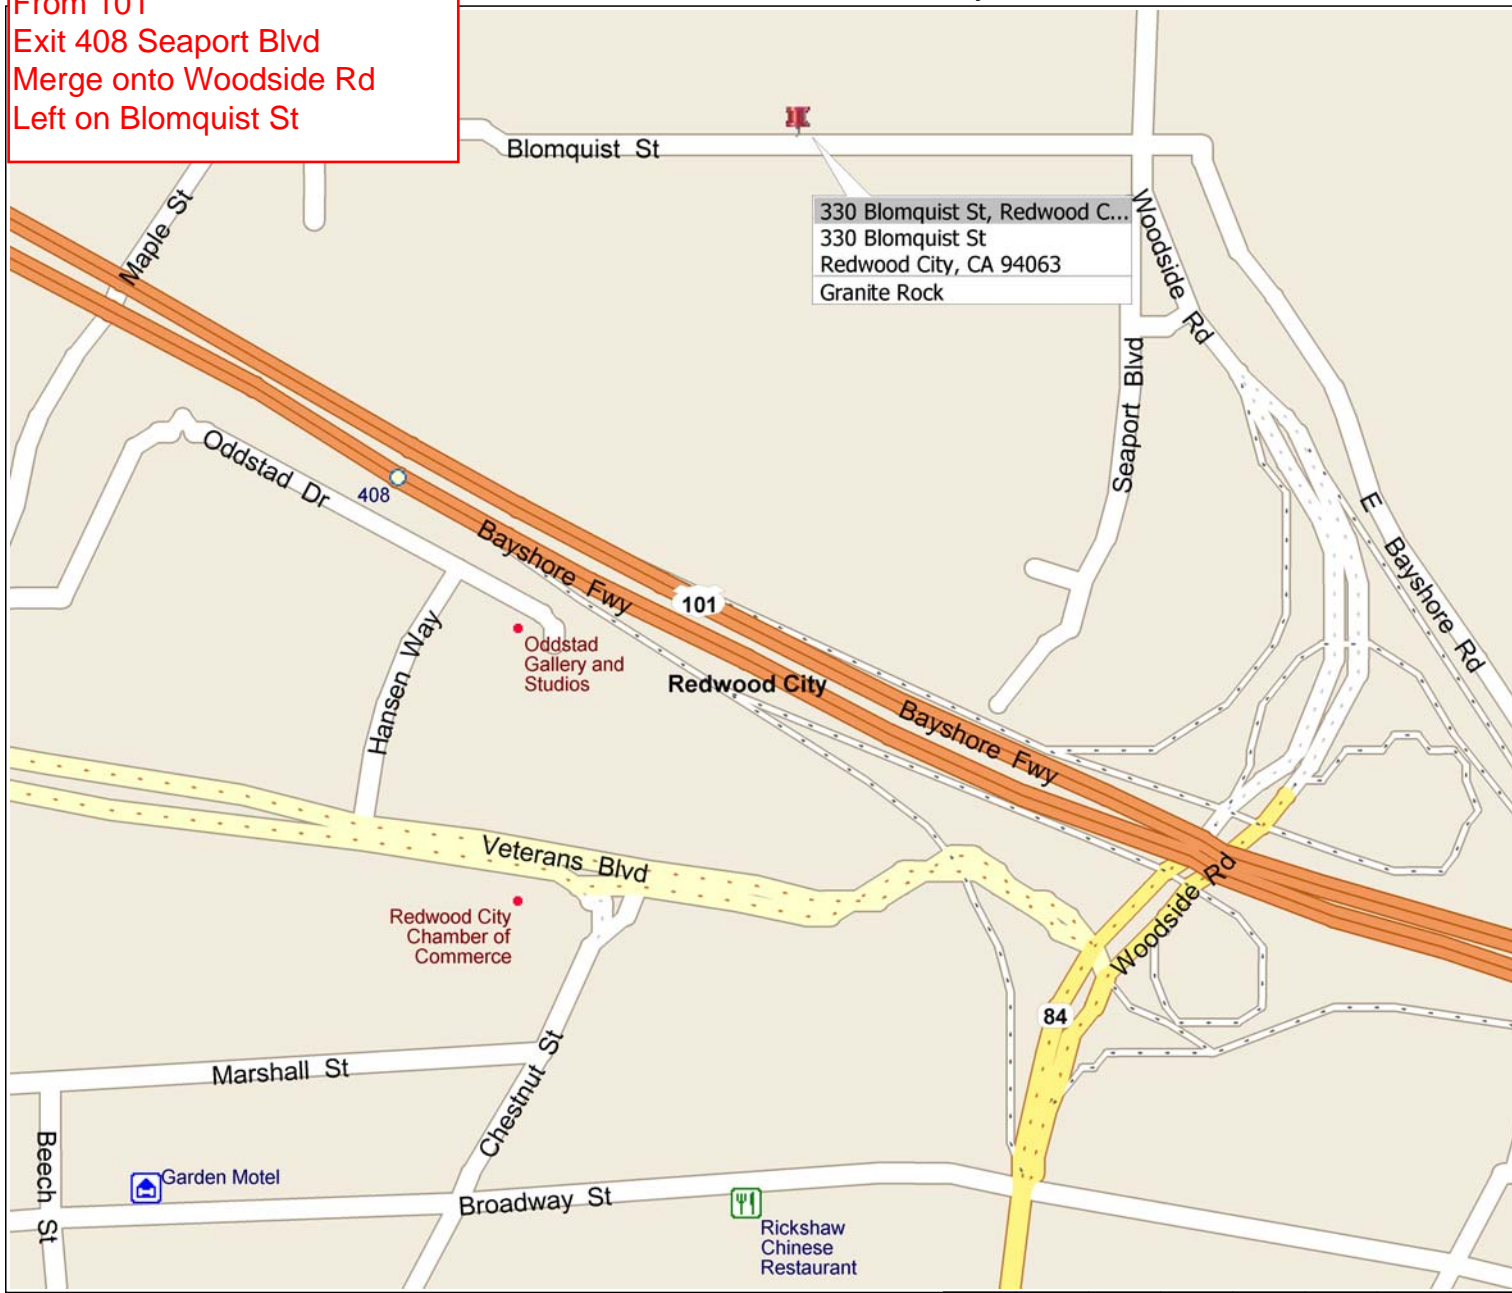 From 101
Exit 408 Seaport Blvd
Merge onto Woodside Rd
Left on Blomquist St
Blomquist St
Maple St
330 Blomquist St, Redwood C...
330 Blomquist St
Redwood City, CA 94063
Granite Rock
Woodside Rd
Seaport Blvd
Oddstad Dr
408
Bayshore Fwy
101
E Bayshore Rd
Hansen Way
Oddstad
Gallery and
Studios
Redwood City
Bayshore Fwy
Veterans Blvd
Woodside Rd
Redwood City
Chamber of
Commerce
84
Marshall St
Chestnut St
Beech St
Garden Motel
Broadway St
Rickshaw
Chinese
Restaurant